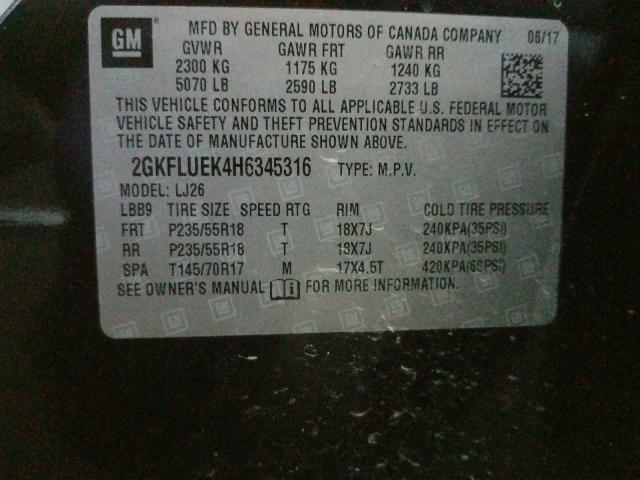 GM
MFD BY GENERAL MOTORS OF CANADA COMPANY 06/17
GVWR GAWR FRT GAWR RR
2300 KG 1175 KG 1240 KG
5070 LB 2590 LB 2733 LB
THIS VEHICLE CONFORMS TO ALL APPLICABLE U.S. FEDERAL MOTOR
VEHICLE SAFETY AND THEFT PREVENTION STANDARDS IN EFFECT ON
THE DATE OF MANUFACTURE SHOWN ABOVE.
2GKFLUEK4H6345316 TYPE: M.P.V.
MODEL: LJ26
LBB9 TIRE SIZE SPEED RTG RIM COLD TIRE PRESSURE
FRT P235/55R18 T 18X7J 240KPA(35PSI)
RR P235/55R18 T 18X7J 240KPA(35PSI)
SPA T145/70R17 M 17X4.5T 420KPA(60PSI)
SEE OWNER'S MANUAL FOR MORE INFORMATION.